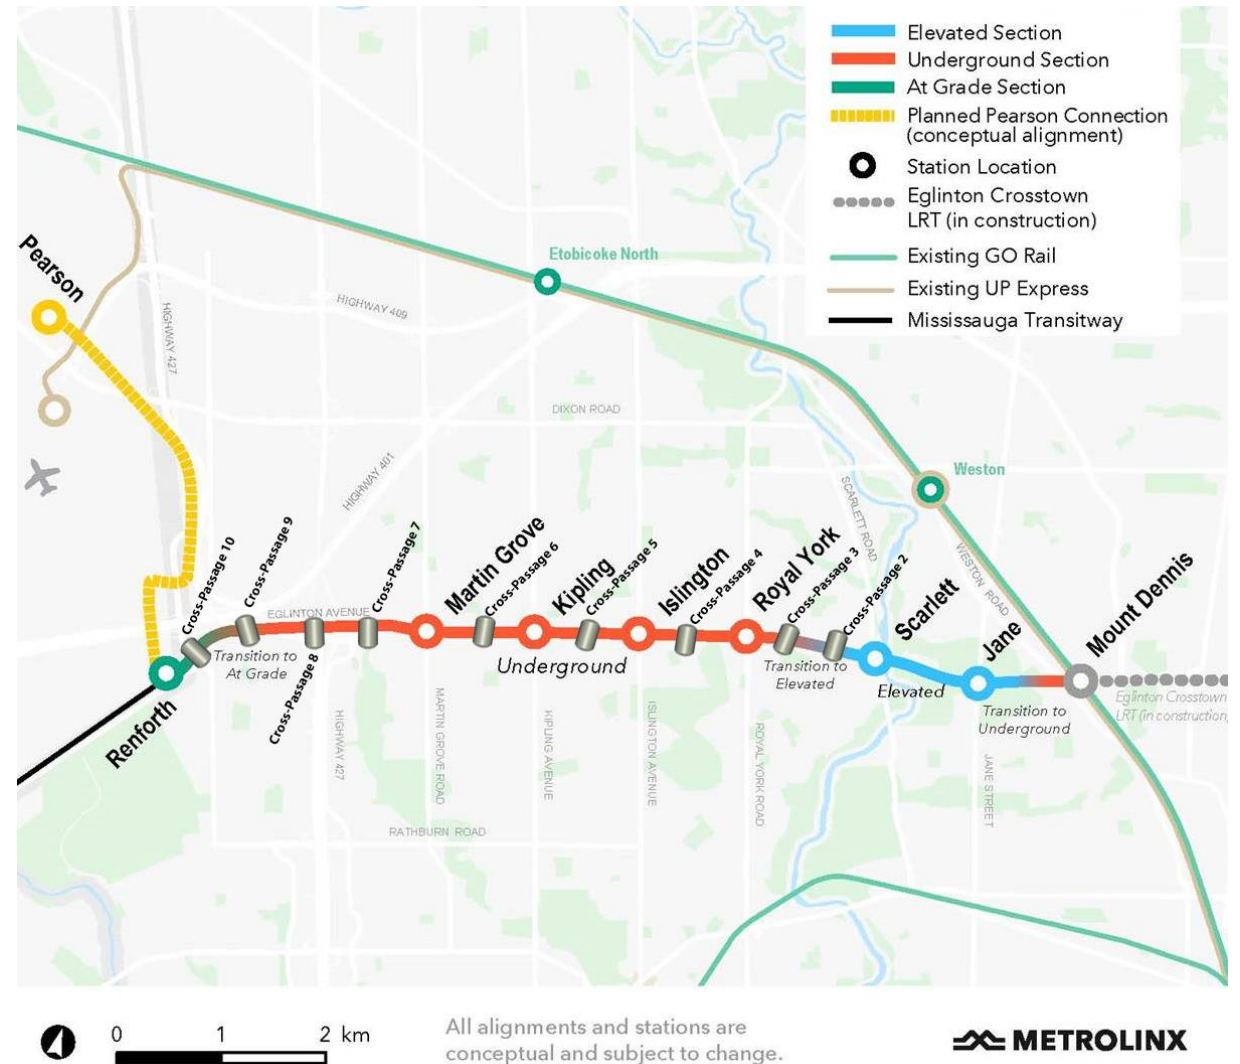 Elevated Section
Underground Section
At Grade Section
Planned Pearson Connection
(conceptual alignment)
Station Location
Eglinton Crosstown
LRT (in construction)
Existing GO Rail
Existing UP Express
Mississauga Transitway
Pearson
Etobicoke North
HIGHWAY 409
HIGHWAY 427
DIXON ROAD
HIGHWAY 401
Weston
SCARLETT ROAD
WESTON ROAD
Cross-Passage 10
Cross-Passage 9
Cross-Passage 7
Martin Grove
Cross-Passage 6
Kipling
Cross-Passage 5
Islington
Cross-Passage 4
Royal York
Cross-Passage 3
Cross-Passage 2
Scarlett
Jane
Mount Dennis
EGLINTON AVENUE
Transition to
At Grade
Cross-Passage 8
Underground
Transition to
Elevated
Elevated
Transition to
Underground
Eglinton Crosstown
LRT (in construction)
Renforth
HIGHWAY 427
MARTIN GROVE ROAD
KIPLING AVENUE
ISLINGTON AVENUE
ROYAL YORK ROAD
JANE STREET
RATHBURN ROAD
0 1 2 km
All alignments and stations are
conceptual and subject to change.
METROLINX